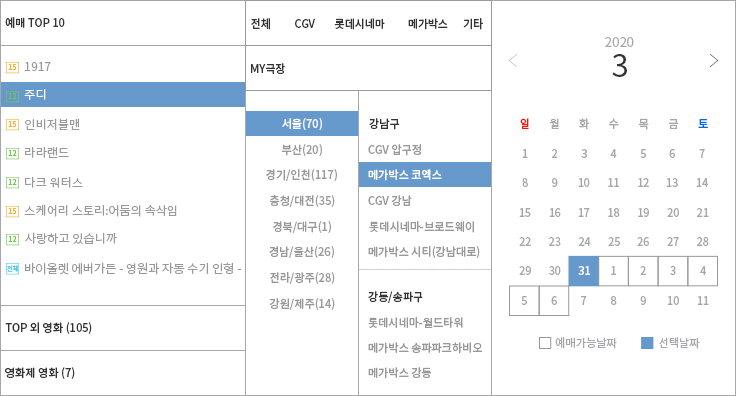 예매 TOP 10
15 1917
12 주디
15 인비저블맨
12 라라랜드
12 다크 워터스
15 스케어리 스토리:어둠의 속삭임
12 사랑하고 있습니까
전체 바이올렛 에버가든 - 영원과 자동 수기 인형 -
TOP 외 영화 (105)
영화제 영화 (7)
전체 CGV 롯데시네마 메가박스 기타
MY극장
서울(70)
부산(20)
경기/인천(117)
충청/대전(35)
경북/대구(1)
경남/울산(26)
전라/광주(28)
강원/제주(14)
강남구
CGV 압구정
메가박스 코엑스
CGV 강남
롯데시네마-브로드웨이
메가박스 시티(강남대로)
강동/송파구
롯데시네마-월드타워
메가박스 송파파크하비오
메가박스 강동
2020
3
일 월 화 수 목 금 토
1 2 3 4 5 6 7
8 9 10 11 12 13 14
15 16 17 18 19 20 21
22 23 24 25 26 27 28
29 30 31 1 2 3 4
5 6 7 8 9 10 11
예매가능날짜 선택날짜